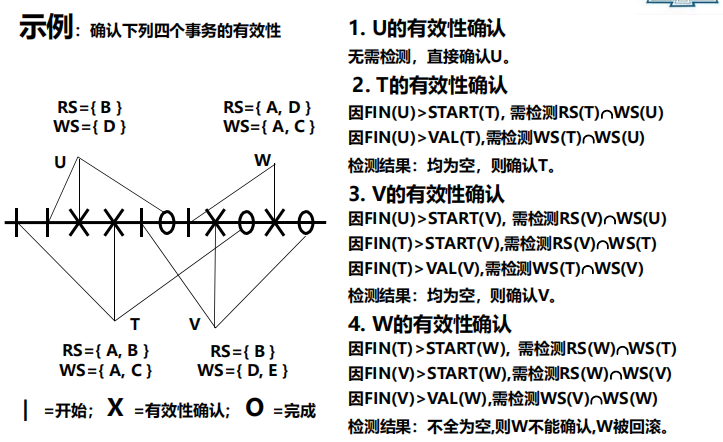 示例：确认下列四个事务的有效性
RS={ B }
WS={ D }
RS={ A, D }
WS={ A, C }
U
W
T
V
RS={ A, B }
WS={ A, C }
RS={ B }
WS={ D, E }
| =开始； X =有效性确认； O =完成
1. U的有效性确认
无需检测，直接确认U。
2. T的有效性确认
因FIN(U)>START(T), 需检测RS(T)∩WS(U)
因FIN(U)>VAL(T),需检测WS(T)∩WS(U)
检测结果：均为空，则确认T。
3. V的有效性确认
因FIN(U)>START(V), 需检测RS(V)∩WS(U)
因FIN(T)>START(V),需检测RS(V)∩WS(T)
因FIN(T)>VAL(V),需检测WS(T)∩WS(V)
检测结果：均为空，则确认V。
4. W的有效性确认
因FIN(T)>START(W), 需检测RS(W)∩WS(T)
因FIN(V)>START(W),需检测RS(W)∩WS(V)
因FIN(V)>VAL(W),需检测WS(V)∩WS(W)
检测结果：不全为空,则W不能确认,W被回滚。